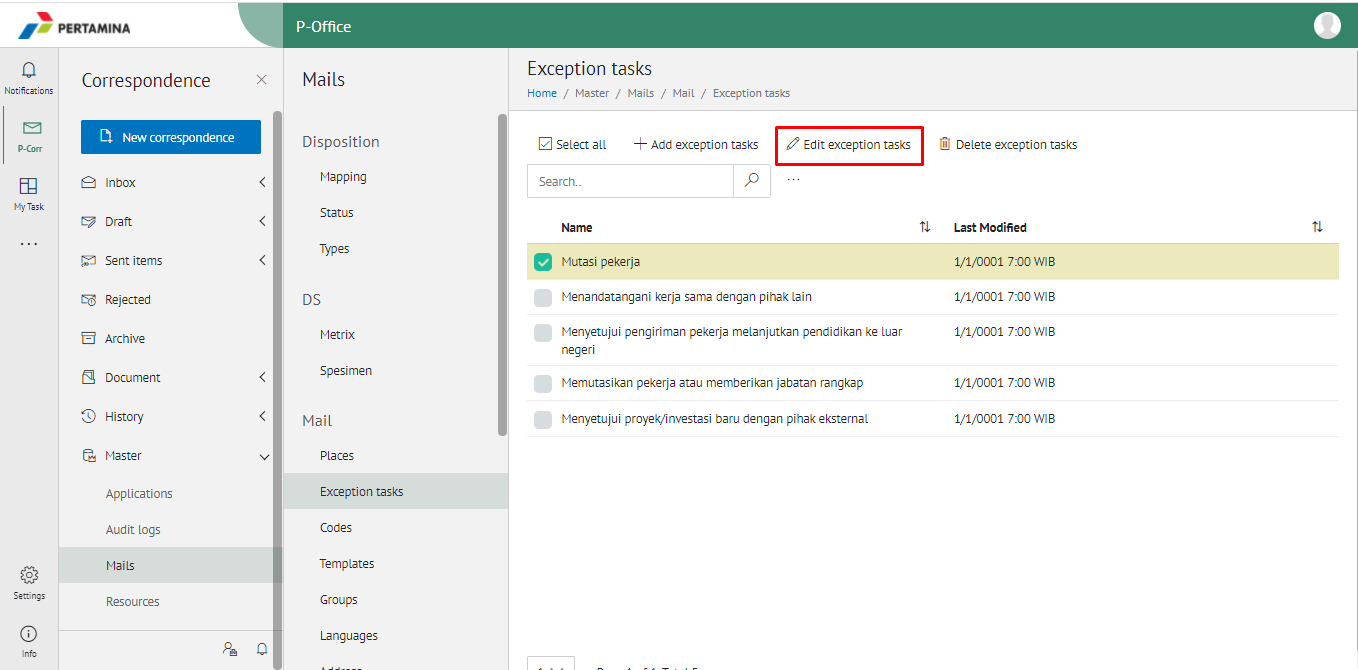 PERTAMINA
P-Office
Notifications
P-Corr
My Task
Settings
Info
Correspondence
New correspondence
Inbox
Draft
Sent items
Rejected
Archive
Document
History
Master
Applications
Audit logs
Mails
Resources
Mails
Disposition
Mapping
Status
Types
DS
Metrix
Spesimen
Mail
Places
Exception tasks
Codes
Templates
Groups
Languages
Exception tasks
Home / Master / Mails / Mail / Exception tasks
Select all Add exception tasks Edit exception tasks Delete exception tasks
Search.. ...
Name Last Modified
Mutasi pekerja 1/1/0001 7:00 WIB
Menandatangani kerja sama dengan pihak lain 1/1/0001 7:00 WIB
Menyetujui pengiriman pekerja melanjutkan pendidikan ke luar 1/1/0001 7:00 WIB
negeri
Memutasikan pekerja atau memberikan jabatan rangkap 1/1/0001 7:00 WIB
Menyetujui proyek/investasi baru dengan pihak eksternal 1/1/0001 7:00 WIB